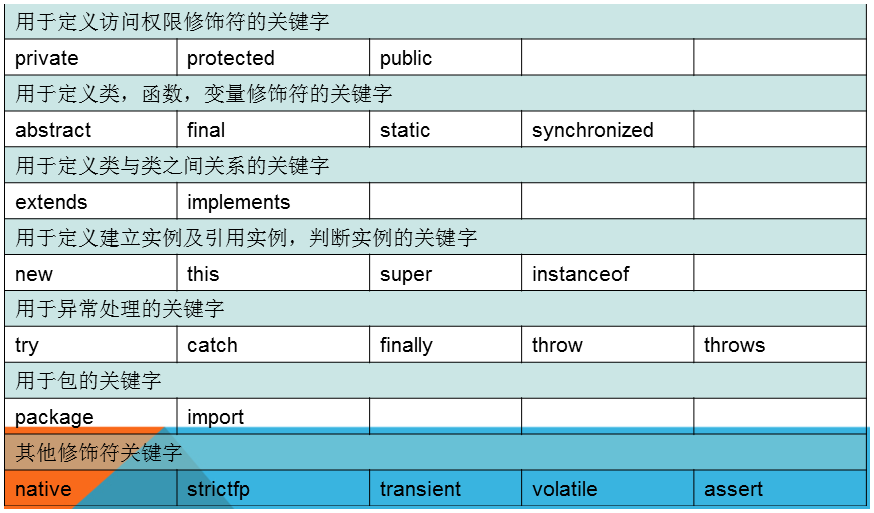 用于定义访问权限修饰符的关键字
private protected public
用于定义类，函数，变量修饰符的关键字
abstract final static synchronized
用于定义类与类之间关系的关键字
extends implements
用于定义建立实例及引用实例，判断实例的关键字
new this super instanceof
用于异常处理的关键字
try catch finally throw throws
用于包的关键字
package import
其他修饰符关键字
native strictfp transient volatile assert